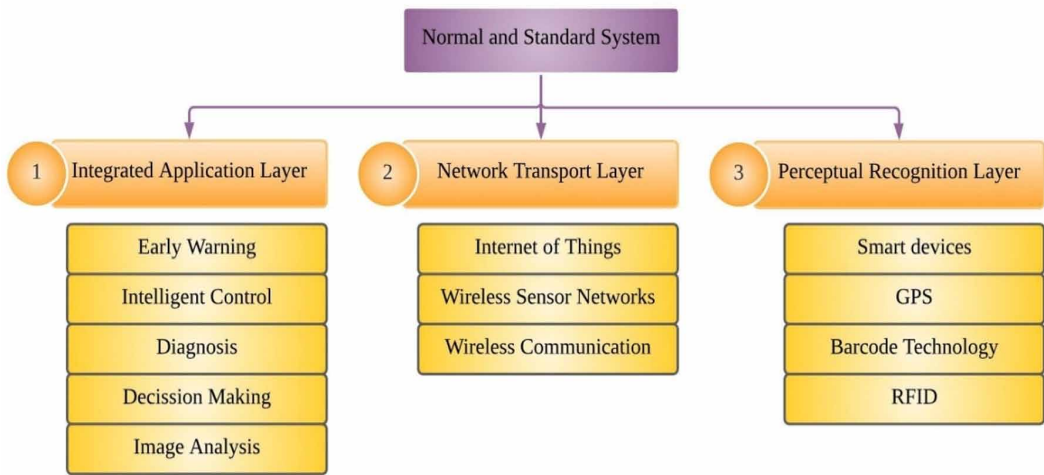 Normal and Standard System
1
Integrated Application Layer
Early Warning
Intelligent Control
Diagnosis
Decission Making
Image Analysis
2
Network Transport Layer
Internet of Things
Wireless Sensor Networks
Wireless Communication
3
Perceptual Recognition Layer
Smart devices
GPS
Barcode Technology
RFID